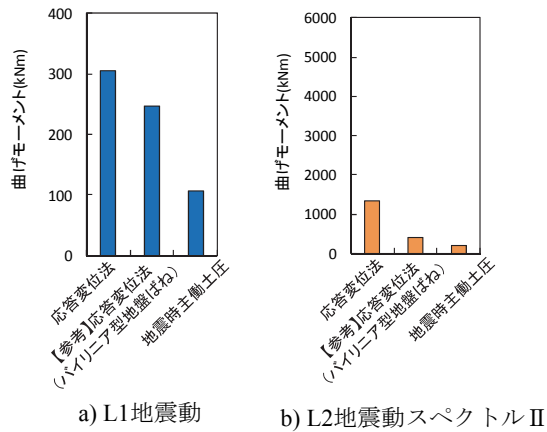 曲げモーメント(kNm)
400
300
200
100
0
応答変位法
【参考】応答変位法
(バイリニア型地盤ばね)
地震時主働土圧
a) L1地震動
曲げモーメント(kNm)
6000
5000
4000
3000
2000
1000
0
応答変位法
【参考】応答変位法
(バイリニア型地盤ばね)
地震時主働土圧
b) L2地震動スペクトルⅡ